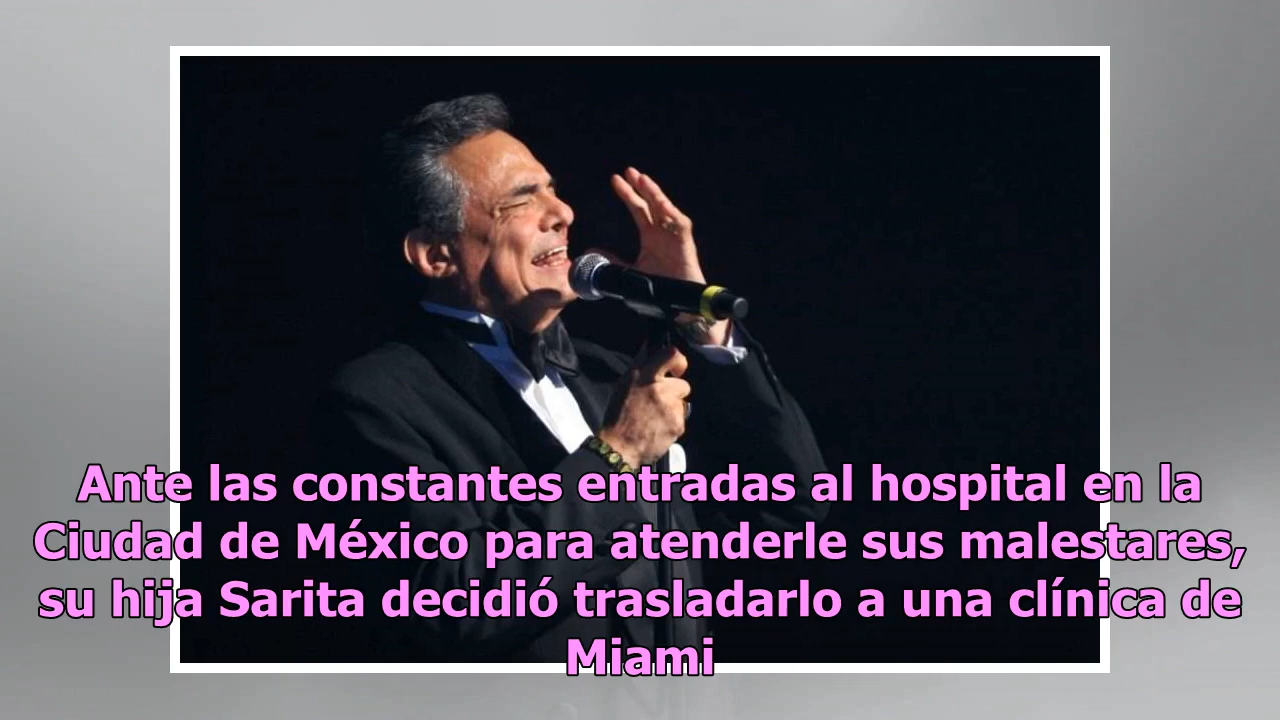 Ante las constantes entradas al hospital en la
Ciudad de México para atenderle sus malestares,
su hija Sarita decidió trasladarlo a una clínica de
Miami